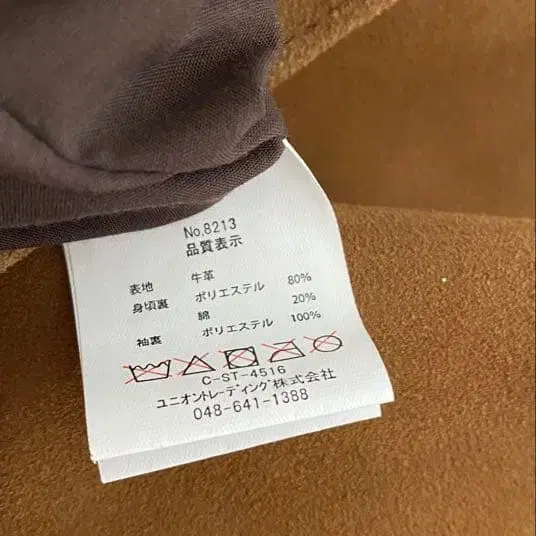 No.8213
品質表示
表地 牛革
身頃裏 ポリエステル 80%
綿 20%
袖裏 ポリエステル 100%
C-ST-4516
ユニオントレーディング株式会社
048-641-1388